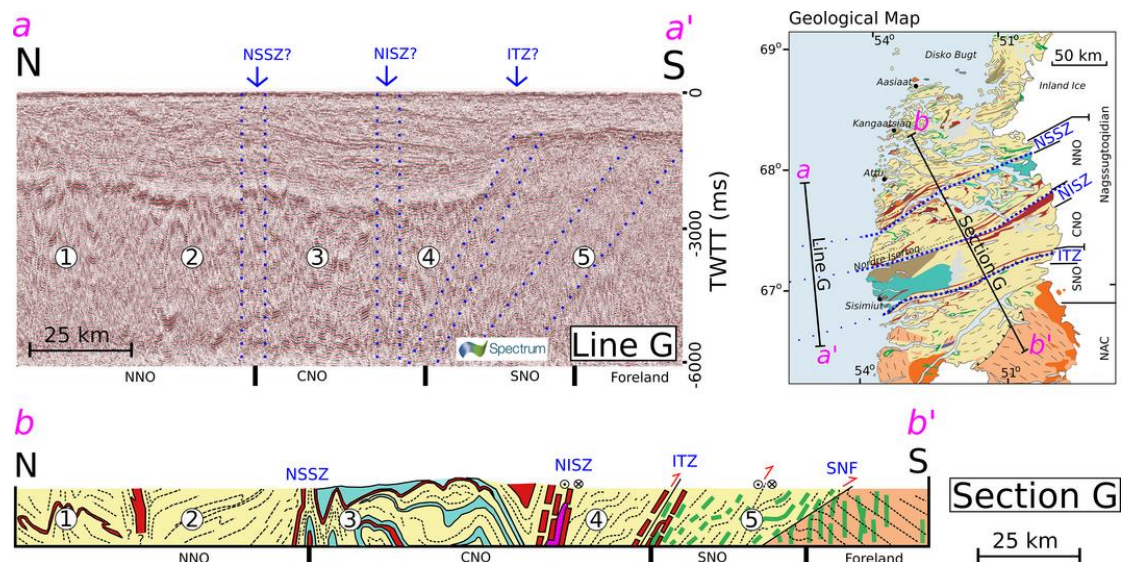 a
N
NSSZ?
NISZ?
ITZ?
a'
S
0
-3000
-6000
TWTT (ms)
1
2
3
4
5
25 km
Spectrum
Line G
NNO
CNO
SNO
Foreland
Geological Map
54
51
69°
68°
67°
54°
51°
50 km
Disko Bugt
Aasiaat
Inland Ice
Kangaatsiaq
Attu
Nordre Isortoq
Sisimiut
a
a'
Line G
b
b'
Section G
NSSZ
NISZ
ITZ
NNO
CNO
SNO
Nagssugtoqidian
NAC
b
N
NSSZ
NISZ
ITZ
SNF
b'
S
1
2
3
4
5
? ?
NNO
CNO
SNO
Foreland
Section G
25 km